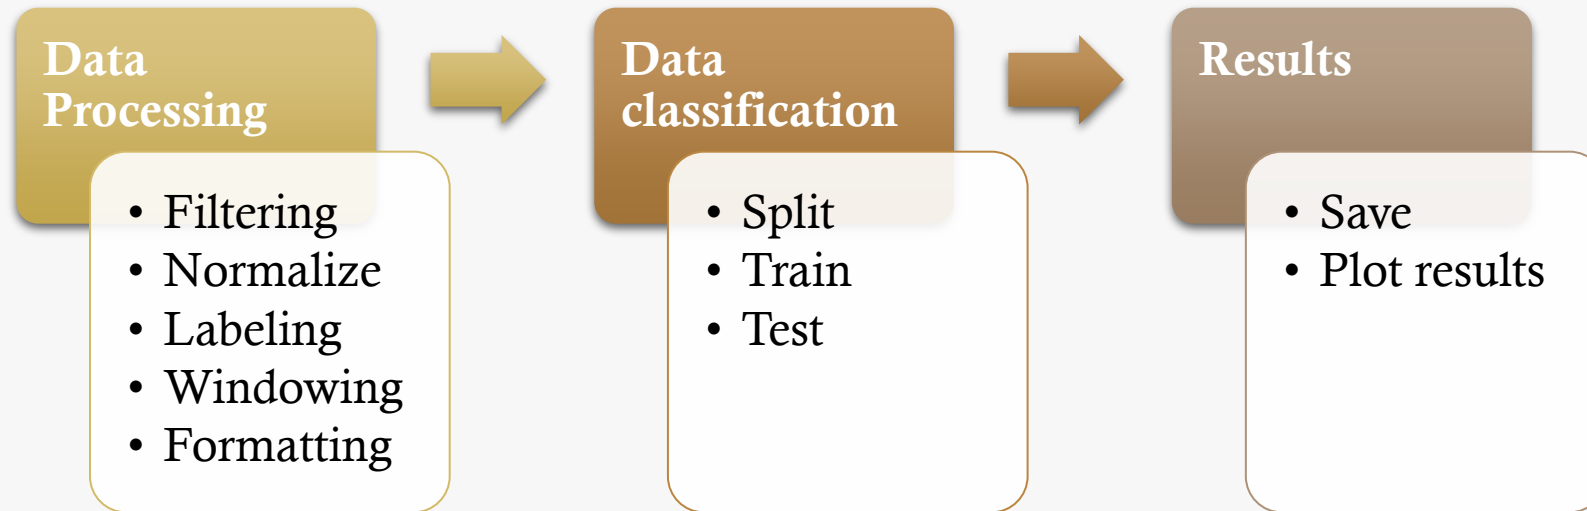 Data
Processing
• Filtering
• Normalize
• Labeling
• Windowing
• Formatting
Data
classification
• Split
• Train
• Test
Results
• Save
• Plot results